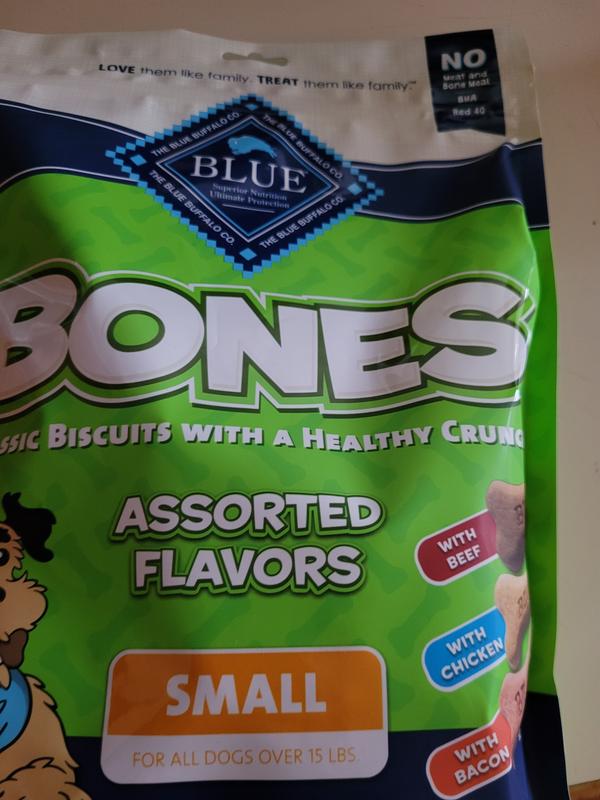 LOVE them like family. TREAT them like family.™
NO
Meat and
Bone Meal
BHA
Red 40
THE BLUE BUFFALO CO.
THE BLUE BUFFALO CO.
BLUE
Superior Nutrition
Ultimate Protection
THE BLUE BUFFALO CO.
THE BLUE BUFFALO CO.
BONES
SSIC BISCUITS WITH A HEALTHY CRUNC
ASSORTED
FLAVORS
WITH
BEEF
WITH
CHICKEN
SMALL
FOR ALL DOGS OVER 15 LBS.
WITH
BACON